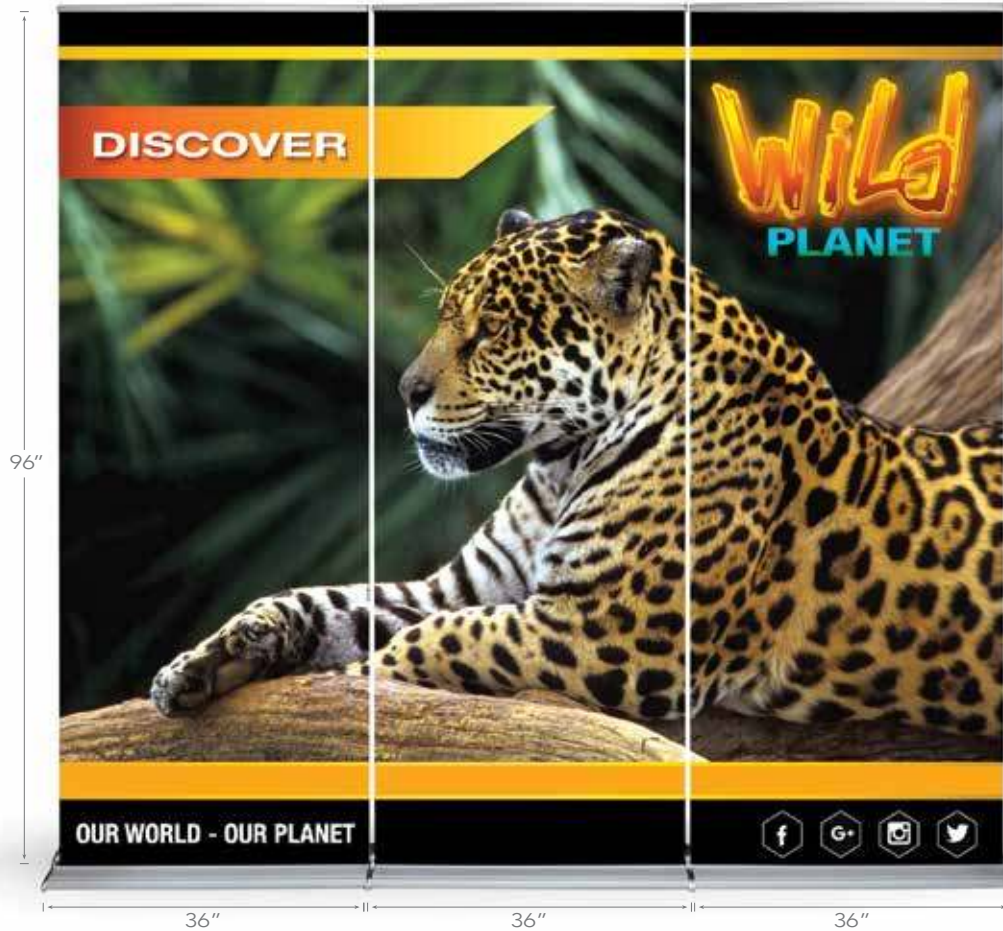 DISCOVER
Wild
PLANET
96"
OUR WORLD - OUR PLANET
f G+
36" 36" 36"